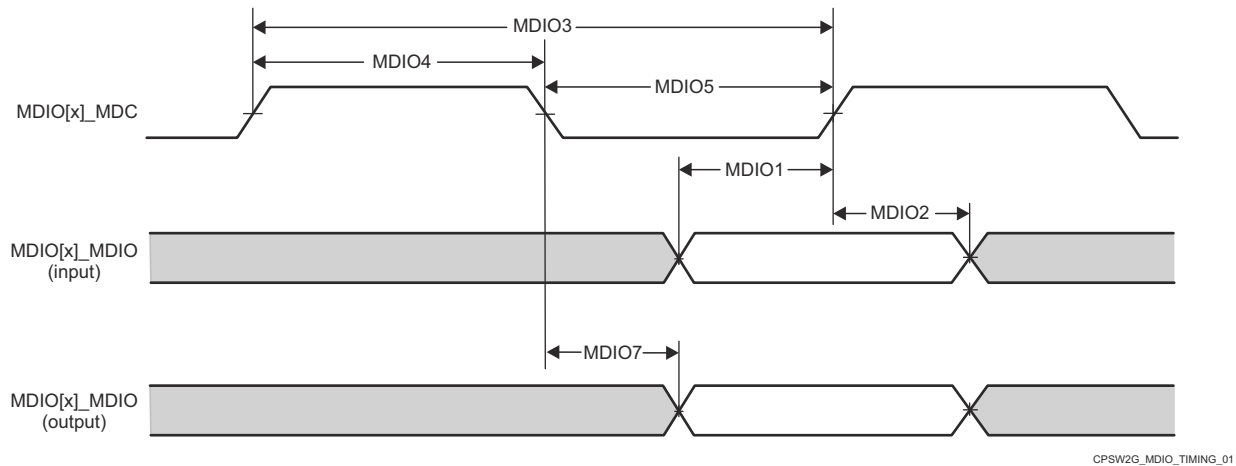 MDIO3
MDIO4
MDIO5
MDIO[x]_MDC
MDIO1
MDIO2
MDIO[x]_MDIO
(input)
MDIO7
MDIO[x]_MDIO
(output)
CPSW2G_MDIO_TIMING_01